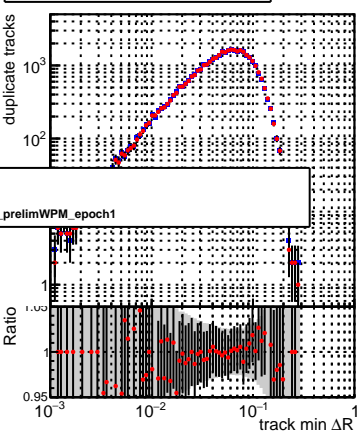 duplicate tracks
10³
10²
_prelimWPM_epoch1
1
Ratio
1.05
1
0.95
10⁻³
10⁻²
10⁻¹
1
track min ΔR